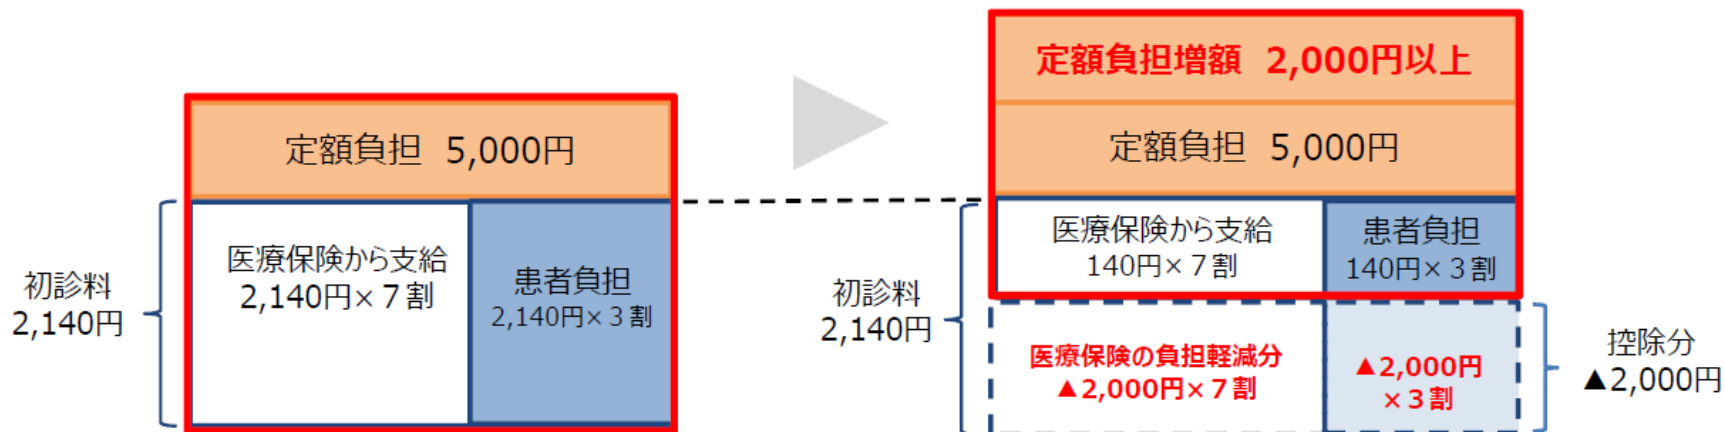 定額負担 5,000円
初診料
2,140円
医療保険から支給
2,140円×７割
患者負担
2,140円×３割
定額負担増額 2,000円以上
定額負担 5,000円
初診料
2,140円
医療保険から支給
140円×７割
患者負担
140円×３割
医療保険の負担軽減分
▲2,000円×７割
▲2,000円
×３割
控除分
▲2,000円